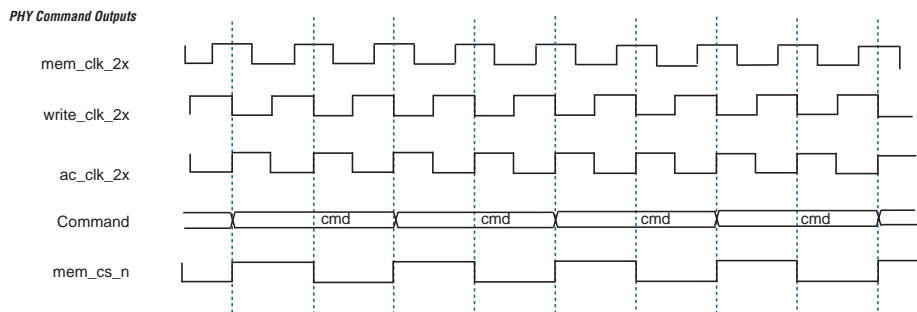 PHY Command Outputs
mem_clk_2x
write_clk_2x
ac_clk_2x
Command cmd cmd cmd cmd
mem_cs_n